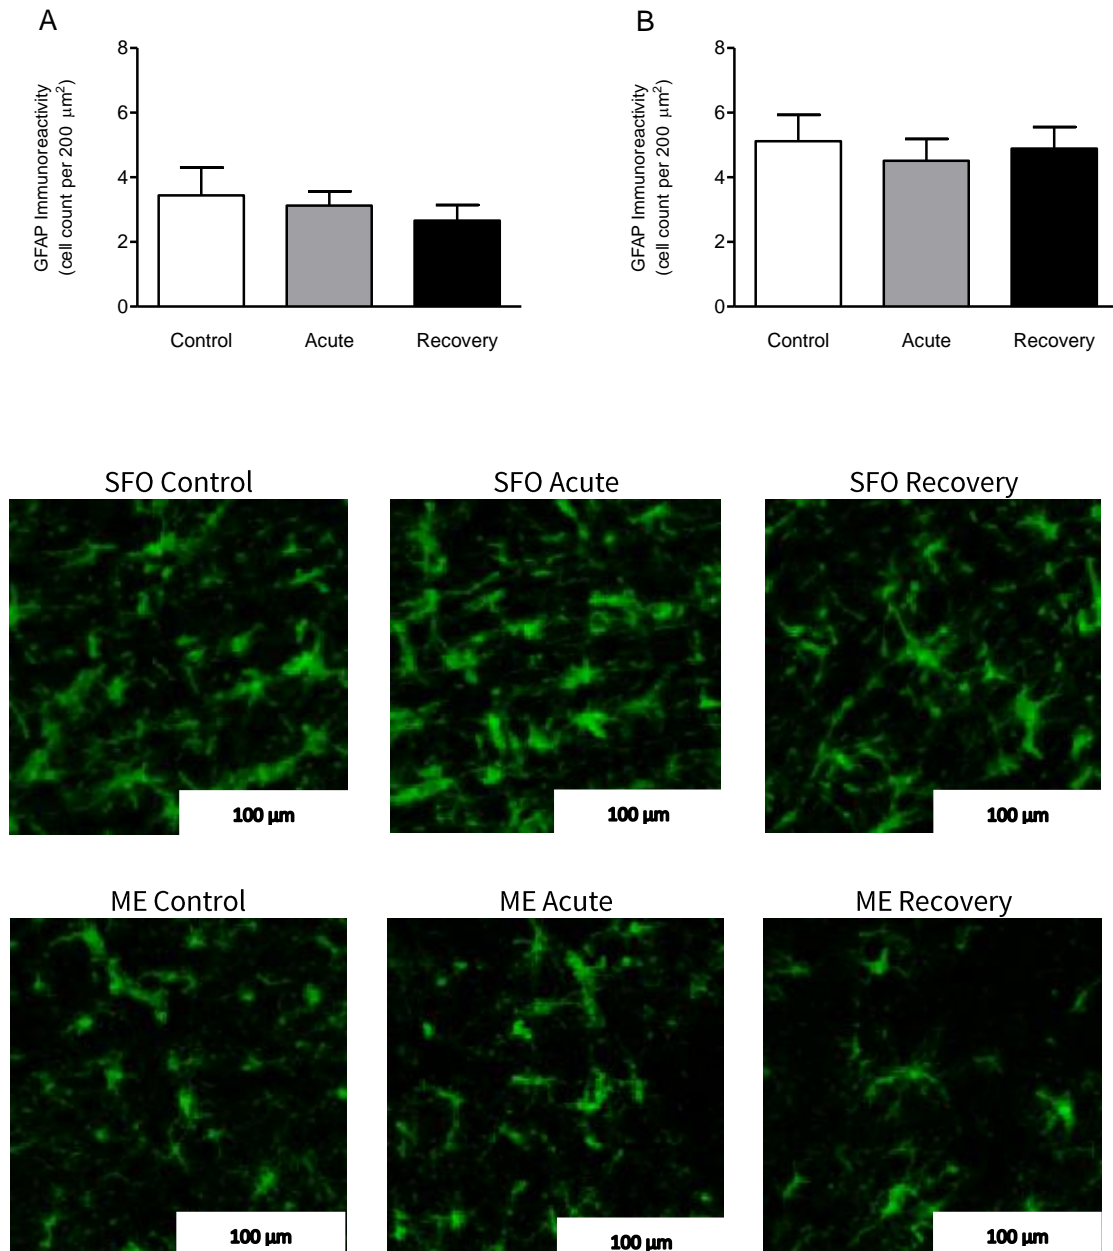 A
8
6
4
2
0
GFAP Immunoreactivity
(cell count per 200 µm²)
Control Acute Recovery
B
8
6
4
2
0
GFAP Immunoreactivity
(cell count per 200 µm²)
Control Acute Recovery
SFO Control
SFO Acute
SFO Recovery
100 µm
100 µm
100 µm
ME Control
ME Acute
ME Recovery
100 µm
100 µm
100 µm